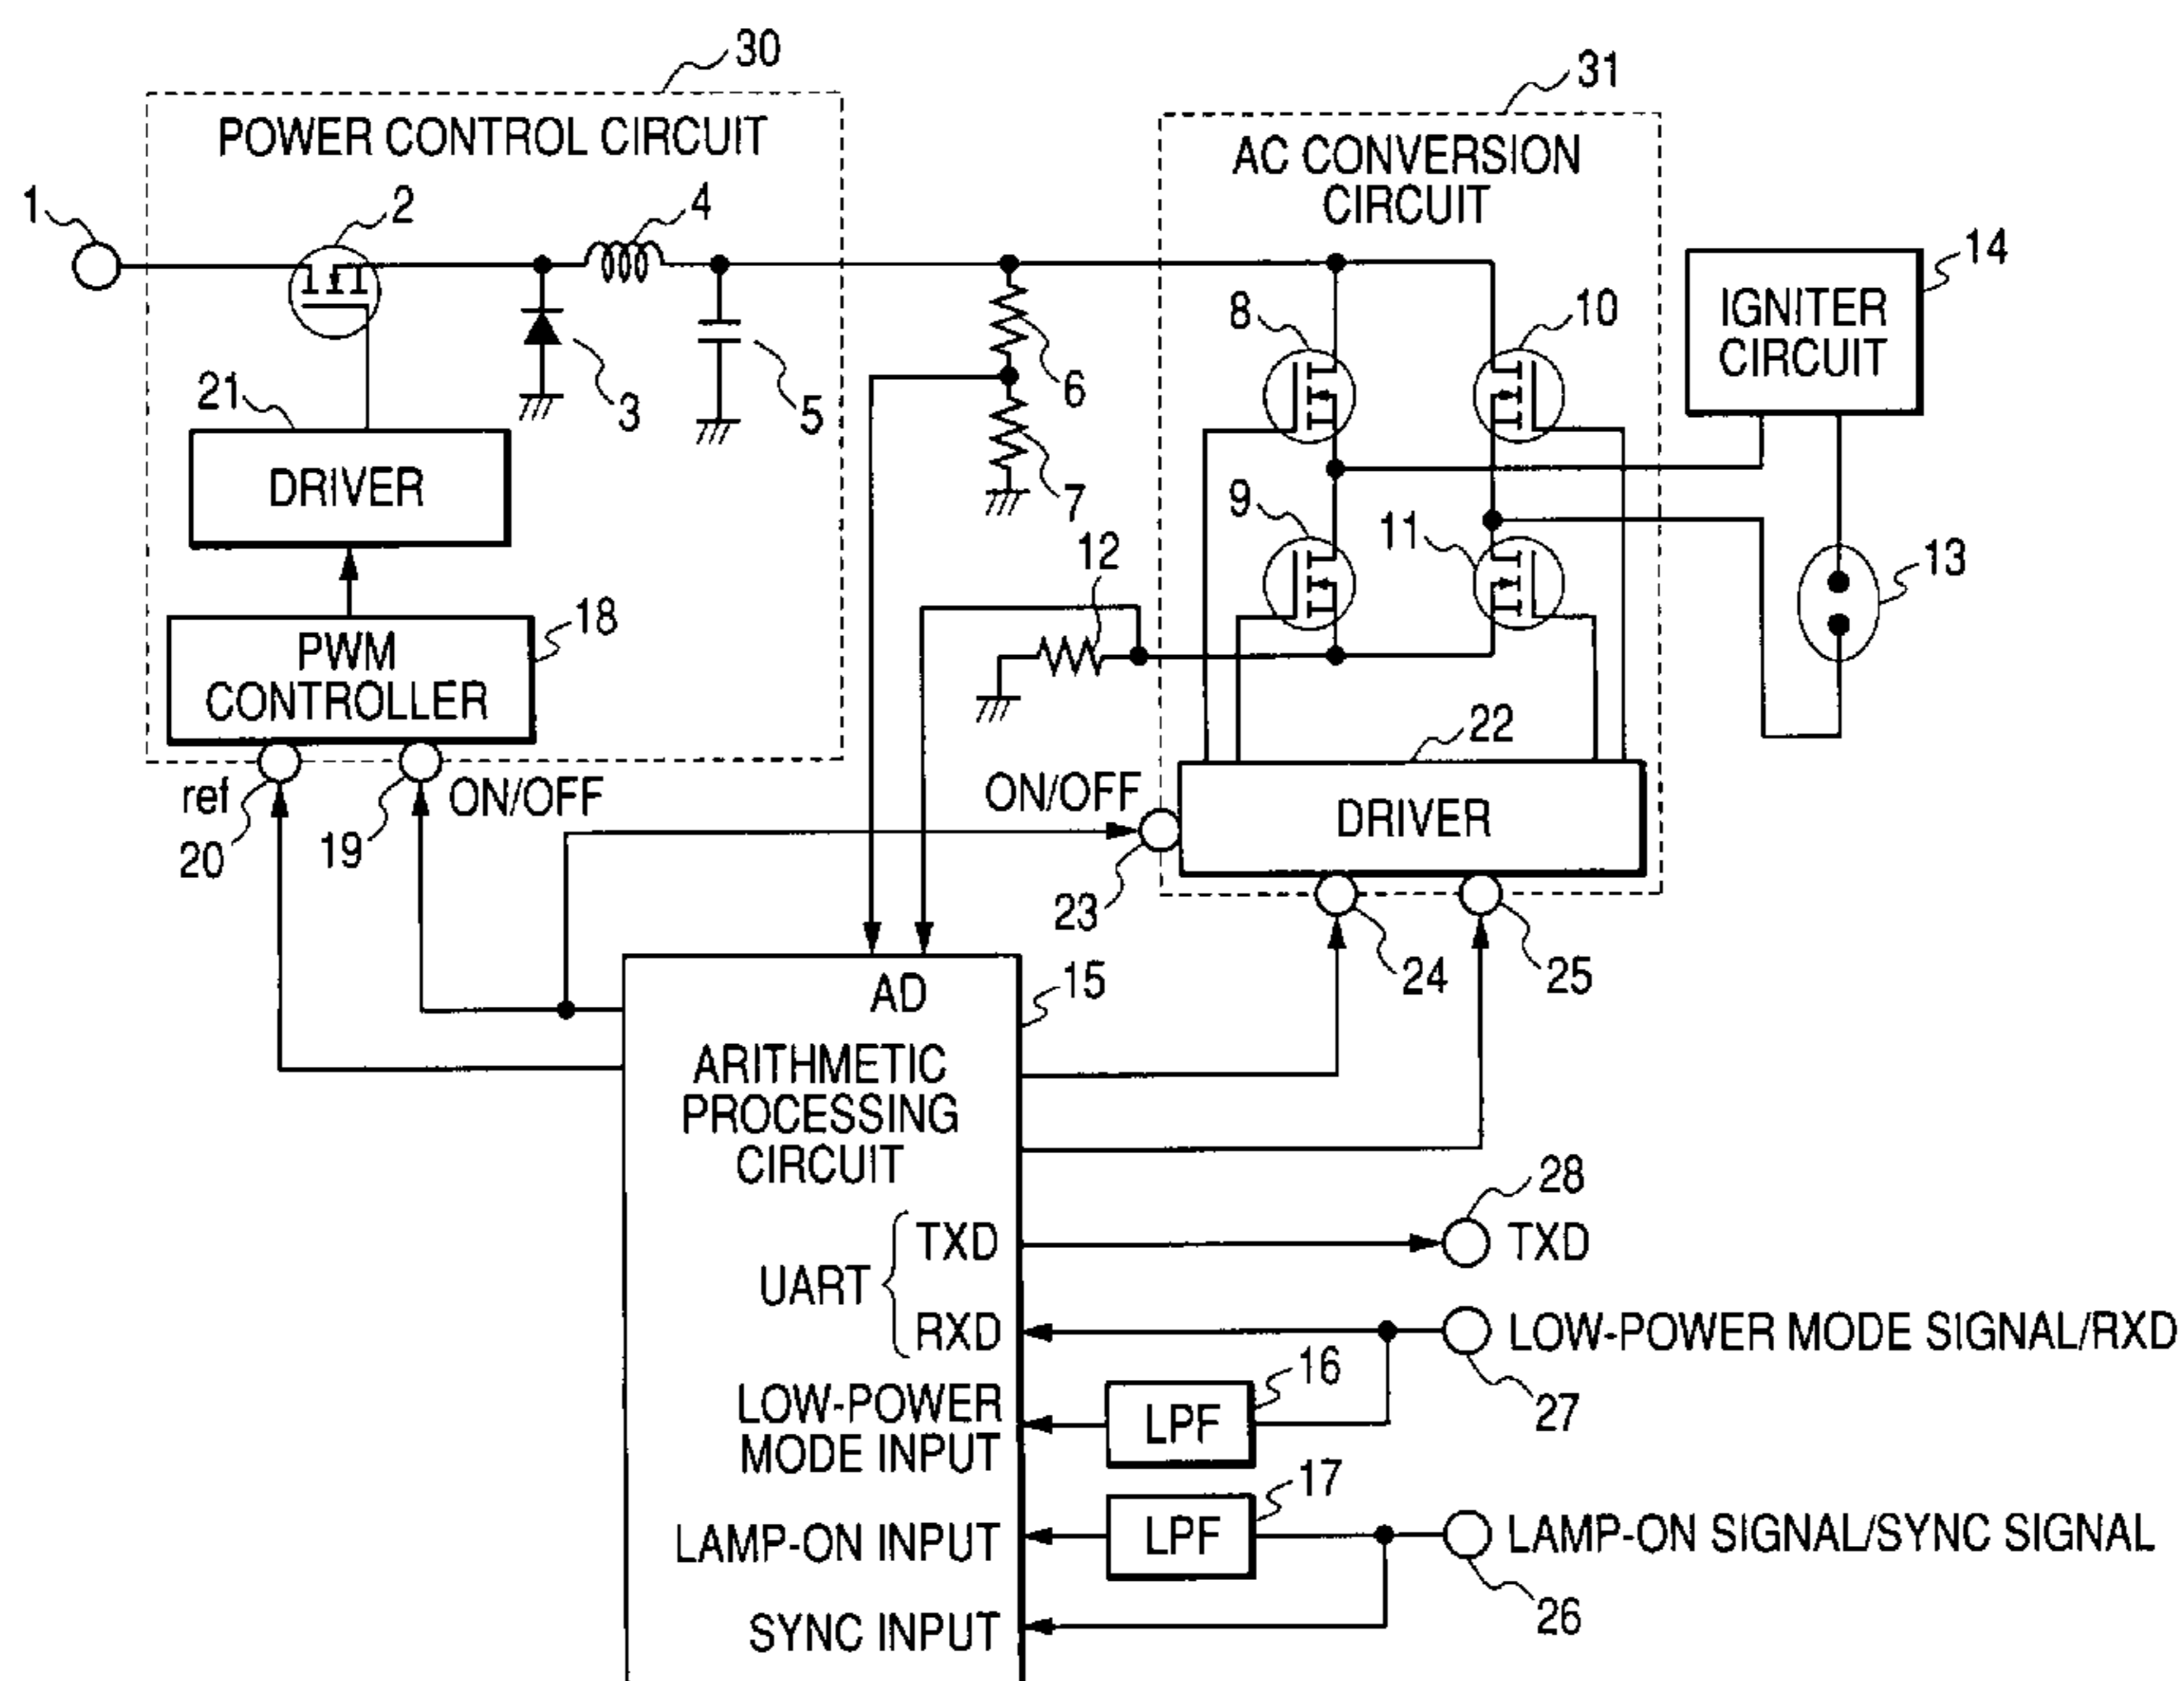 30
31
POWER CONTROL CIRCUIT
AC CONVERSION
CIRCUIT
1
2
4
14
8
10
IGNITER
CIRCUIT
21
3
5
6
DRIVER
7
9
11
12
13
18
PWM
CONTROLLER
22
ref
ON/OFF
ON/OFF
DRIVER
20
19
23
24
25
AD
15
ARITHMETIC
PROCESSING
CIRCUIT
28
UART
TXD
TXD
RXD
LOW-POWER MODE SIGNAL/RXD
16
27
LOW-POWER
MODE INPUT
LPF
17
LAMP-ON INPUT
LPF
LAMP-ON SIGNAL/SYNC SIGNAL
26
SYNC INPUT